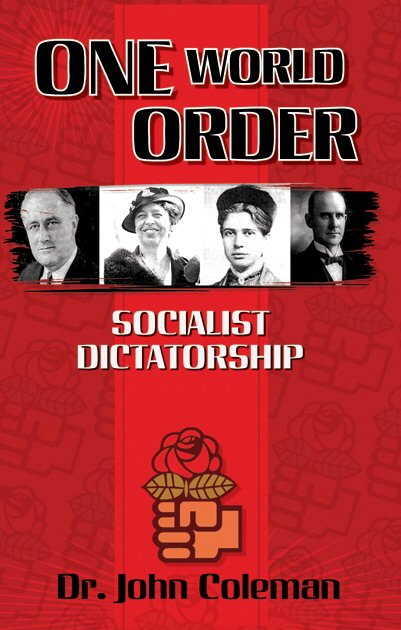 ONE WORLD
ORDER
SOCIALIST
DICTATORSHIP
Dr. John Coleman